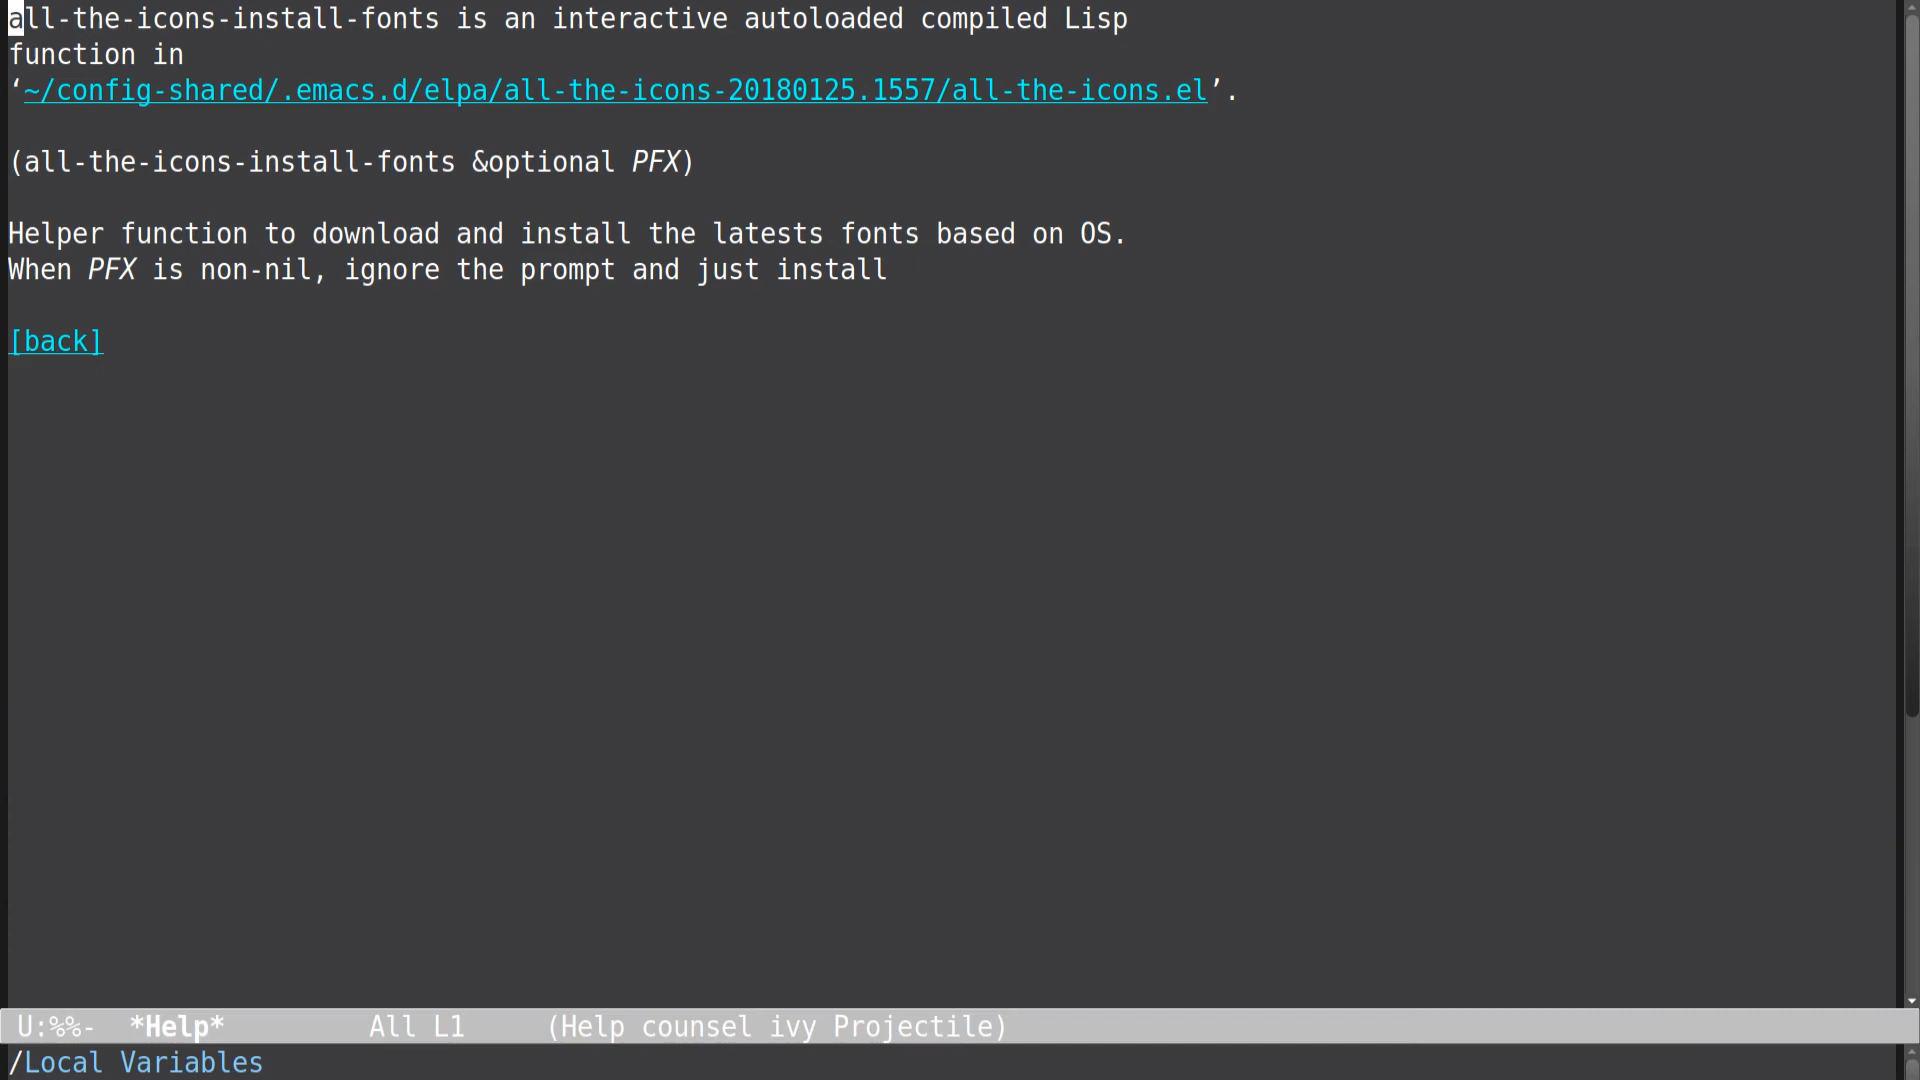 all-the-icons-install-fonts is an interactive autoloaded compiled Lisp
function in
‘~/config-shared/.emacs.d/elpa/all-the-icons-20180125.1557/all-the-icons.el’.
(all-the-icons-install-fonts &optional PFX)
Helper function to download and install the latests fonts based on OS.
When PFX is non-nil, ignore the prompt and just install
[back]
U:%%-  *Help*         All L1     (Help counsel ivy Projectile)
/Local Variables